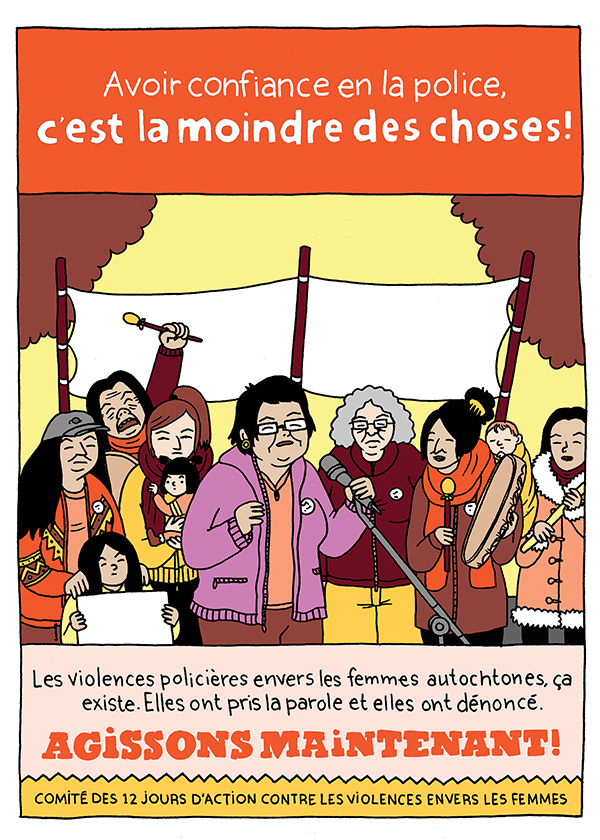 Avoir confiance en la police,
c'est la moindre des choses!
Les violences policières envers les femmes autochtones, ça
existe. Elles ont pris la parole et elles ont dénoncé.
AGiSSONS MAiNTENANT!
COMITÉ DES 12 JOURS D'ACTION CONTRE LES VIOLENCES ENVERS LES FEMMES